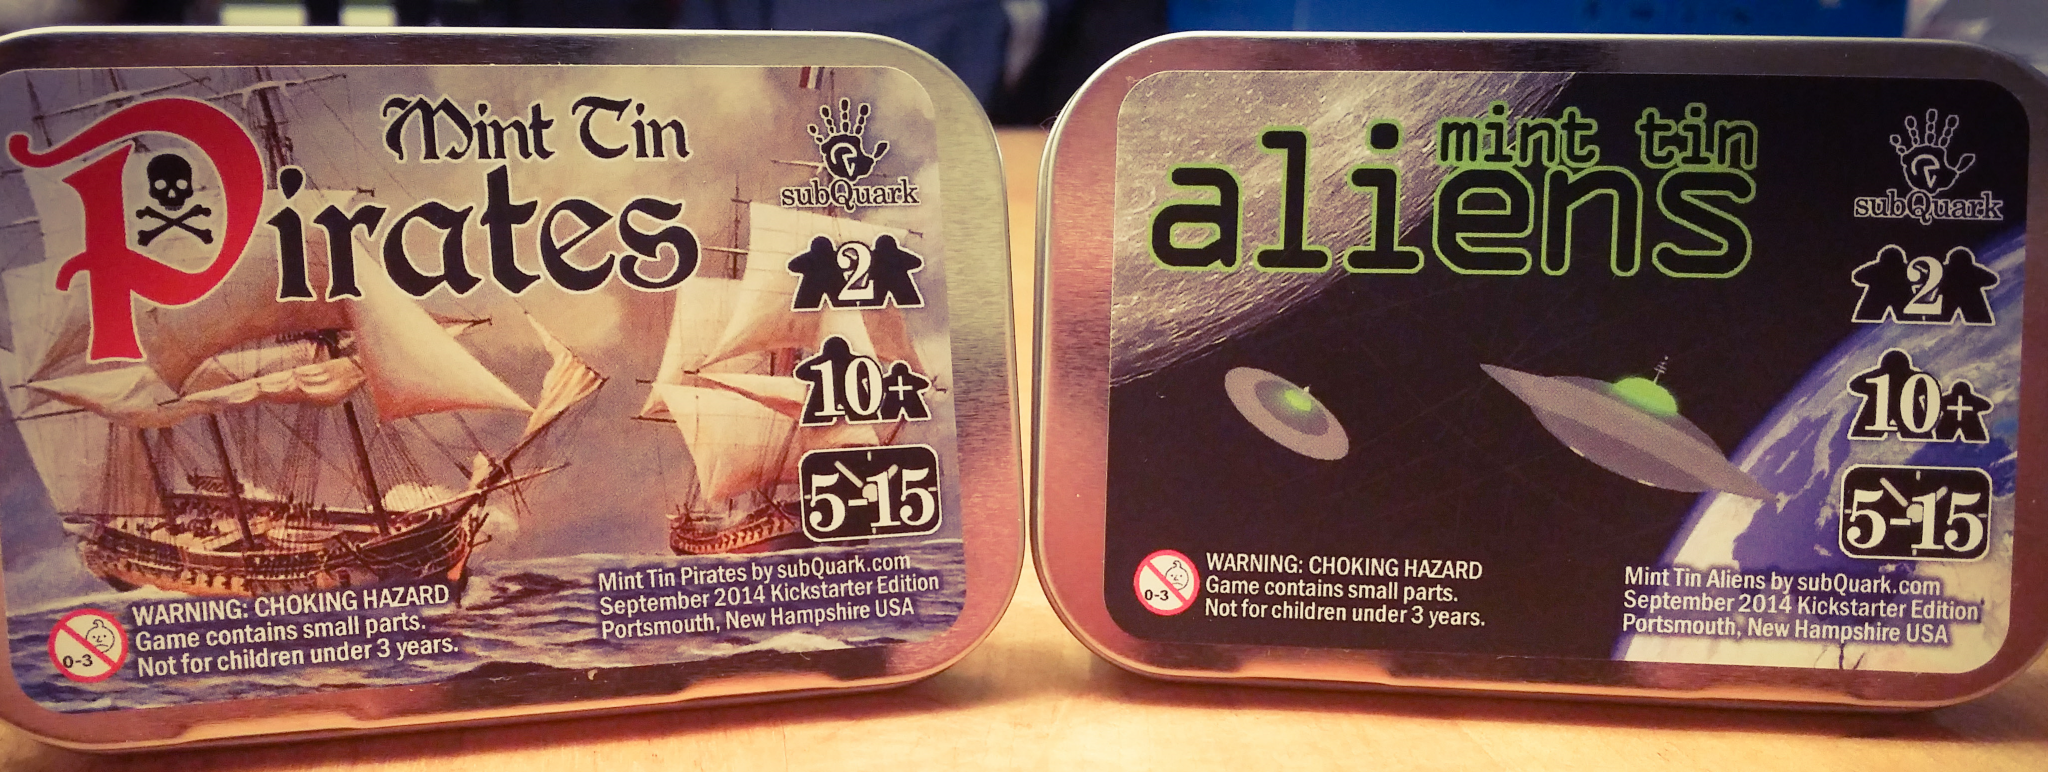 Mint Tin
Pirates
subQuark
2
10+
5-15
WARNING: CHOKING HAZARD
Game contains small parts.
Not for children under 3 years.
0-3
Mint Tin Pirates by subQuark.com
September 2014 Kickstarter Edition
Portsmouth, New Hampshire USA
mint tin
aliens
subQuark
2
10+
5-15
WARNING: CHOKING HAZARD
Game contains small parts.
Not for children under 3 years.
0-3
Mint Tin Aliens by subQuark.com
September 2014 Kickstarter Edition
Portsmouth, New Hampshire USA